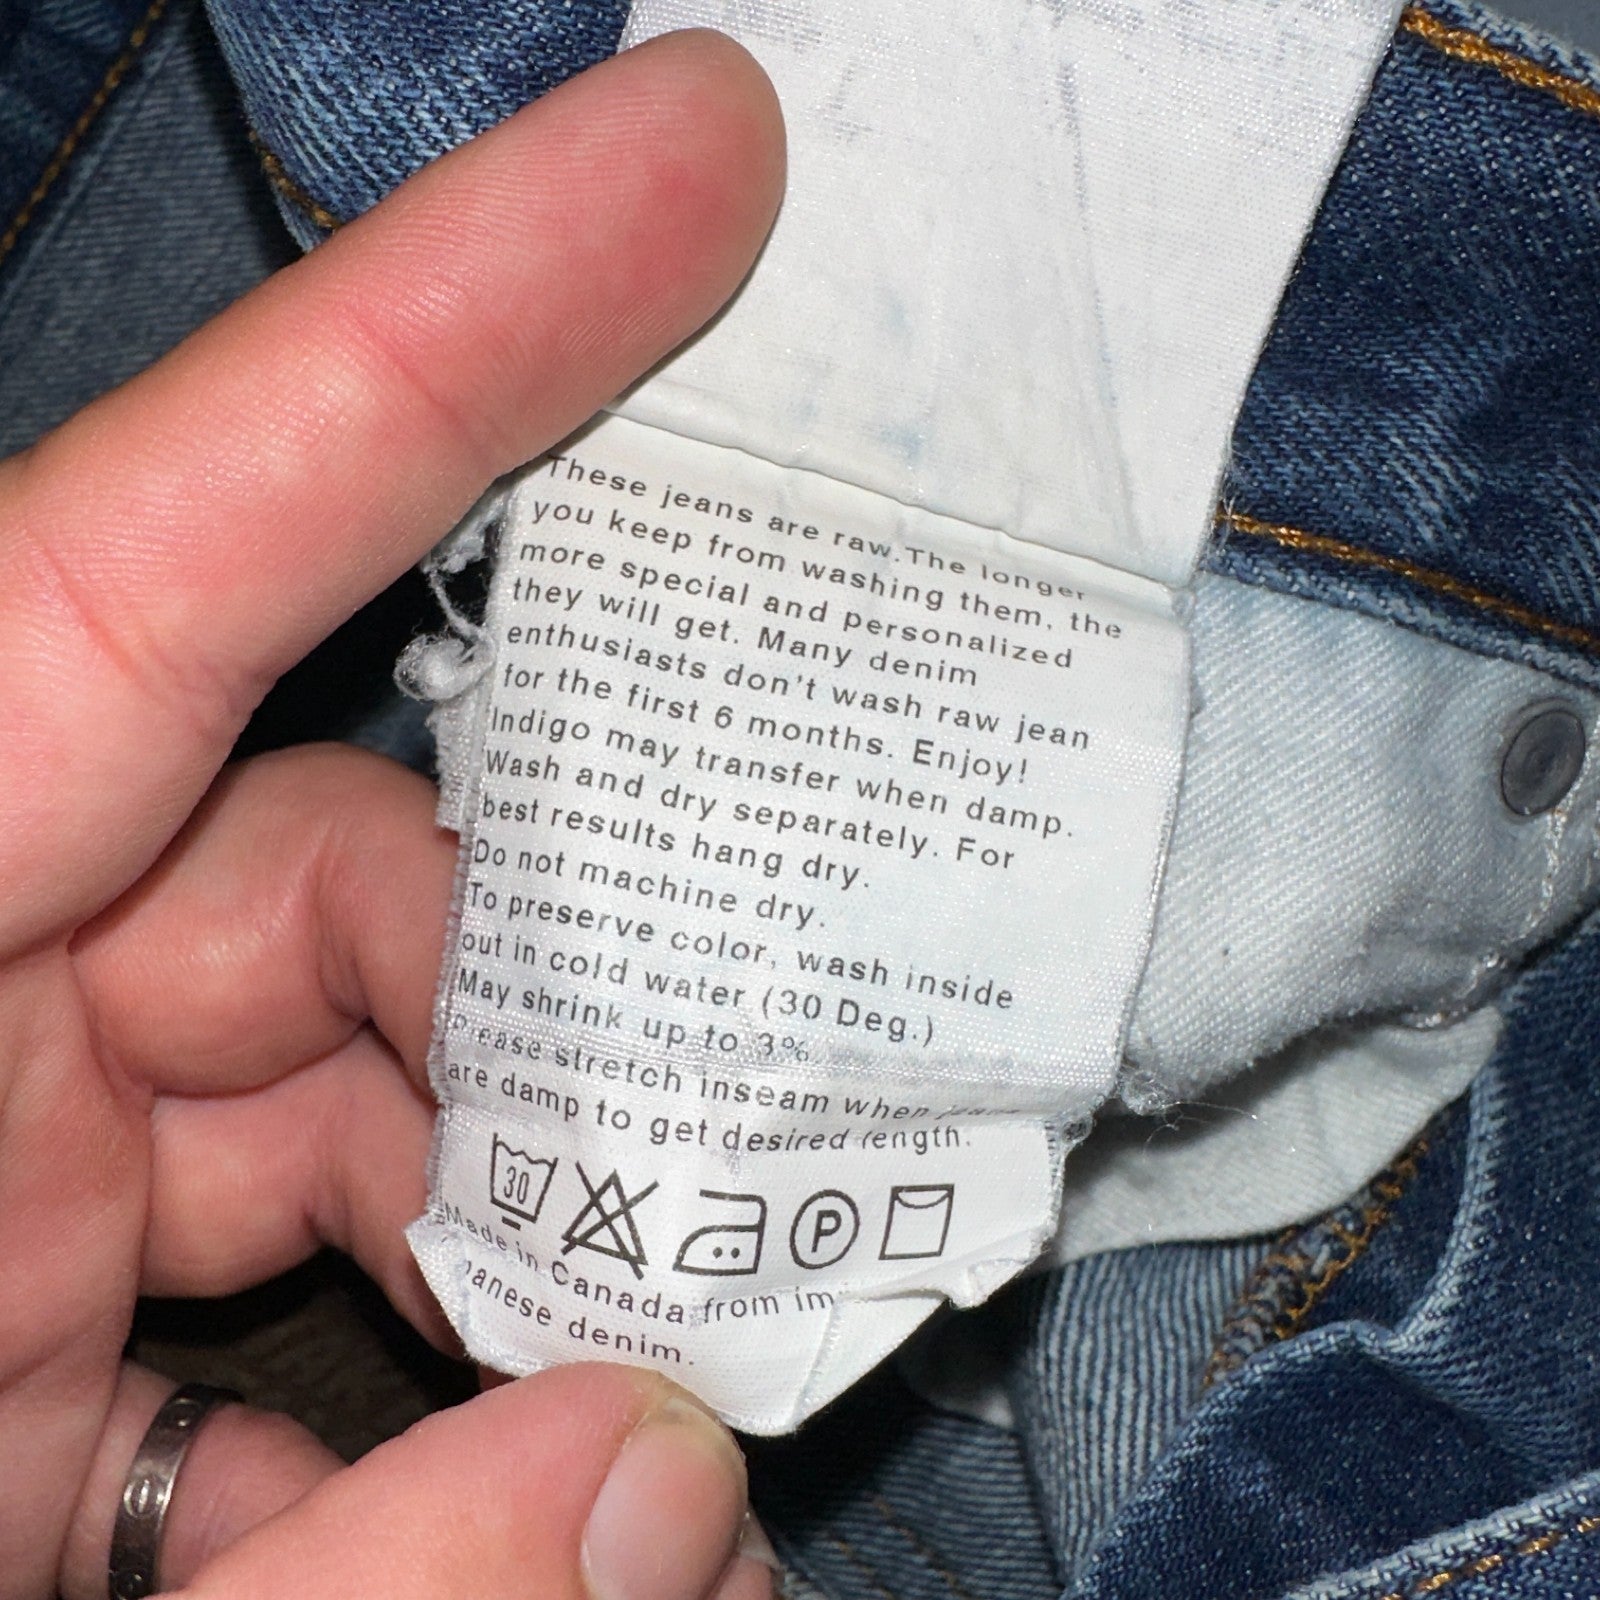 These jeans are raw.The longer
you keep from washing them, the
more special and personalized
they will get. Many denim
enthusiasts don't wash raw jean
for the first 6 months. Enjoy!
Indigo may transfer when damp.
Wash and dry separately. For
best results hang dry.
Do not machine dry.
To preserve color, wash inside
out in cold water (30 Deg.)
May shrink up to 3%
Please stretch inseam when jeans
are damp to get desired length.
30 P
Made in Canada from
denim.